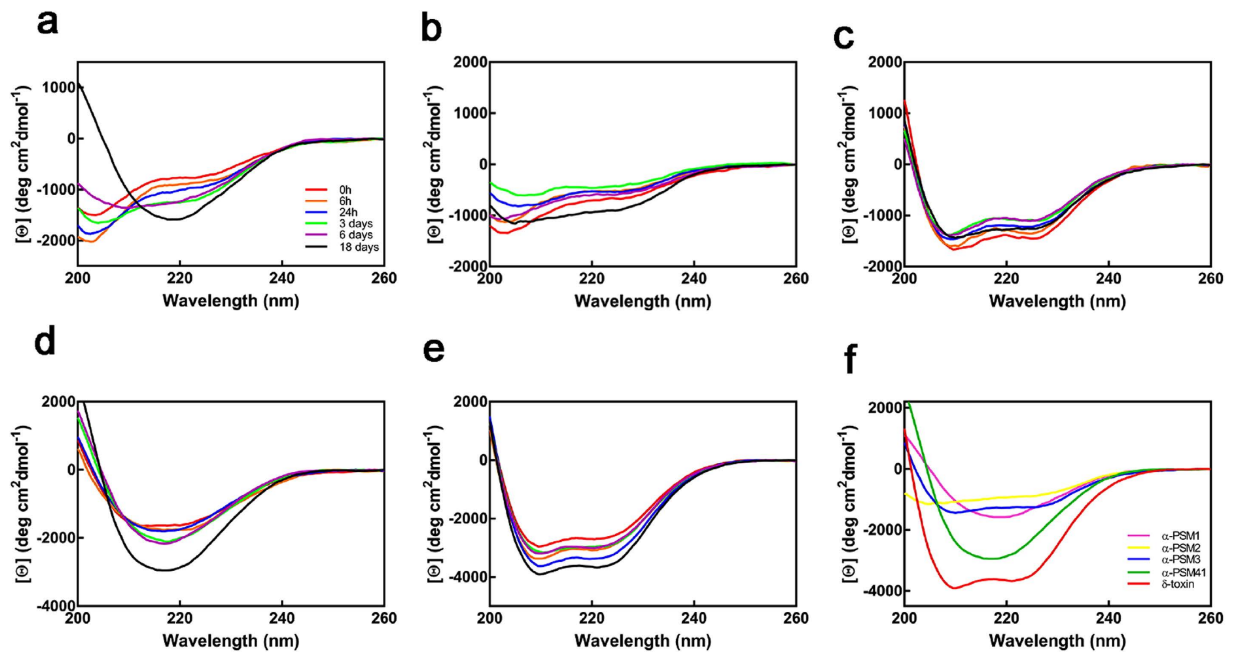 a
b
c
[Θ] (deg cm²dmol⁻¹)
1000
0
-1000
-2000
0h
6h
24h
3 days
6 days
18 days
200 220 240 260
Wavelength (nm)
[Θ] (deg cm²dmol⁻¹)
2000
1000
0
-1000
-2000
200 220 240 260
Wavelength (nm)
[Θ] (deg cm²dmol⁻¹)
2000
1000
0
-1000
-2000
200 220 240 260
Wavelength (nm)
d
e
f
[Θ] (deg cm²dmol⁻¹)
2000
0
-2000
-4000
200 220 240 260
Wavelength (nm)
[Θ] (deg cm²dmol⁻¹)
2000
0
-2000
-4000
200 220 240 260
Wavelength (nm)
[Θ] (deg cm²dmol⁻¹)
2000
0
-2000
-4000
α-PSM1
α-PSM2
α-PSM3
α-PSM41
δ-toxin
200 220 240 260
Wavelength (nm)